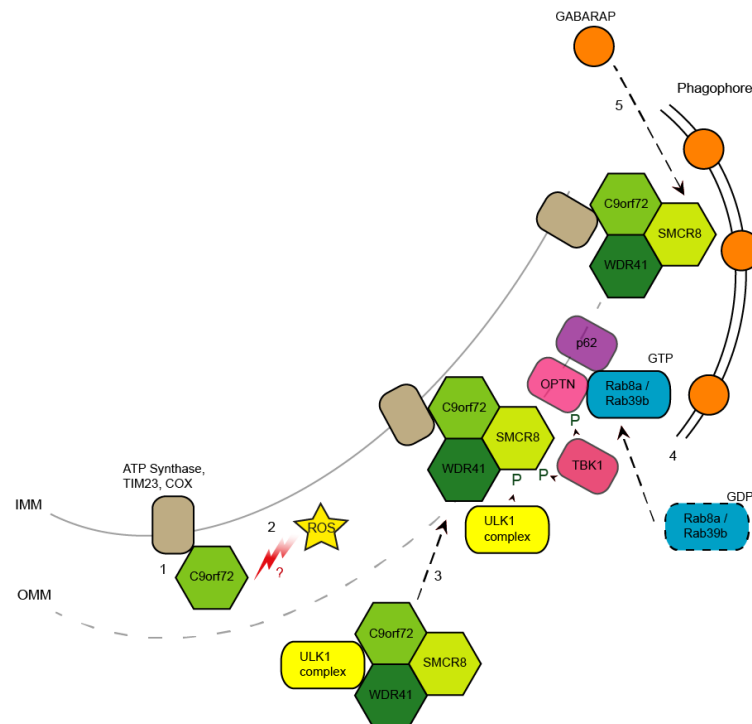 GABARAP
5
Phagophore
C9orf72
SMCR8
WDR41
p62
GTP
OPTN
Rab8a /
Rab39b
C9orf72
SMCR8
WDR41
P
P
P
TBK1
4
ULK1
complex
GDP
Rab8a /
Rab39b
ATP Synthase,
TIM23, COX
IMM
2
ROS
1
C9orf72
?
OMM
3
C9orf72
ULK1
complex
SMCR8
WDR41